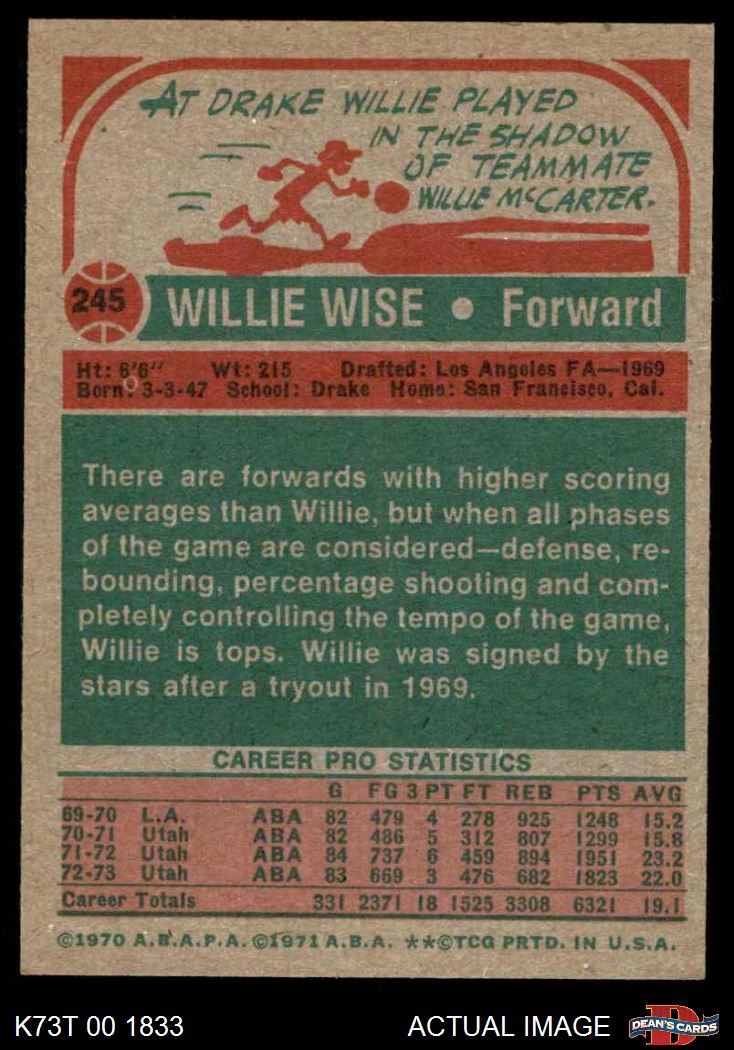 AT DRAKE WILLIE PLAYED
IN THE SHADOW
OF TEAMMATE
WILLIE McCARTER.
245
WILLIE WISE • Forward
Ht: 6'6" Wt: 215 Drafted: Los Angeles FA—1969
Born: 3-3-47 School: Drake Home: San Francisco, Cal.
There are forwards with higher scoring
averages than Willie, but when all phases
of the game are considered—defense, re-
bounding, percentage shooting and com-
pletely controlling the tempo of the game,
Willie is tops. Willie was signed by the
stars after a tryout in 1969.
CAREER PRO STATISTICS
G FG 3 PT FT REB PTS AVG
69-70 L.A. ABA 82 479 4 278 925 1248 15.2
70-71 Utah ABA 82 486 5 312 807 1299 15.8
71-72 Utah ABA 84 737 6 459 894 1951 23.2
72-73 Utah ABA 83 669 3 476 682 1823 22.0
Career Totals 331 2371 18 1525 3308 6321 19.1
©1970 A.B.A.P.A. ©1971 A.B.A. **©TCG PRTD. IN U.S.A.
K73T 00 1833 ACTUAL IMAGE
D
DEAN'S CARDS